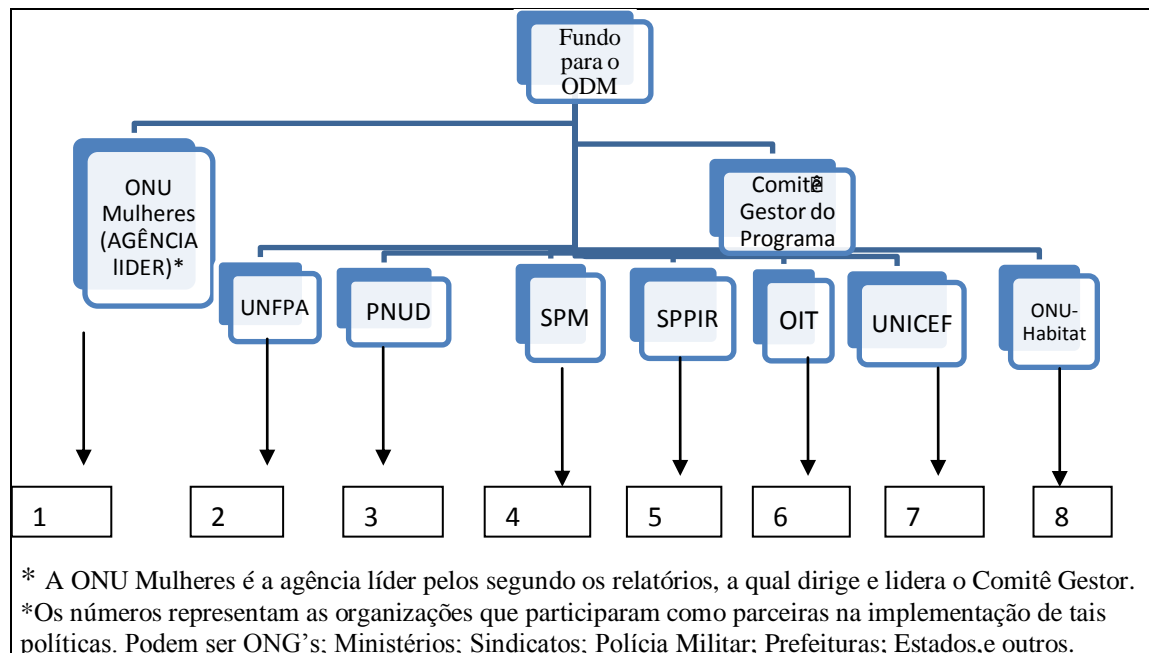 Fundo
para o
ODM
ONU
Mulheres
(AGÊNCIA
lIDER)*
Comitê
Gestor do
Programa
UNFPA
PNUD
SPM
SPPIR
OIT
UNICEF
ONU-
Habitat
1
2
3
4
5
6
7
8
* A ONU Mulheres é a agência líder pelos segundo os relatórios, a qual dirige e lidera o Comitê Gestor.
*Os números representam as organizações que participaram como parceiras na implementação de tais
políticas. Podem ser ONG’s; Ministérios; Sindicatos; Polícia Militar; Prefeituras; Estados,e outros.